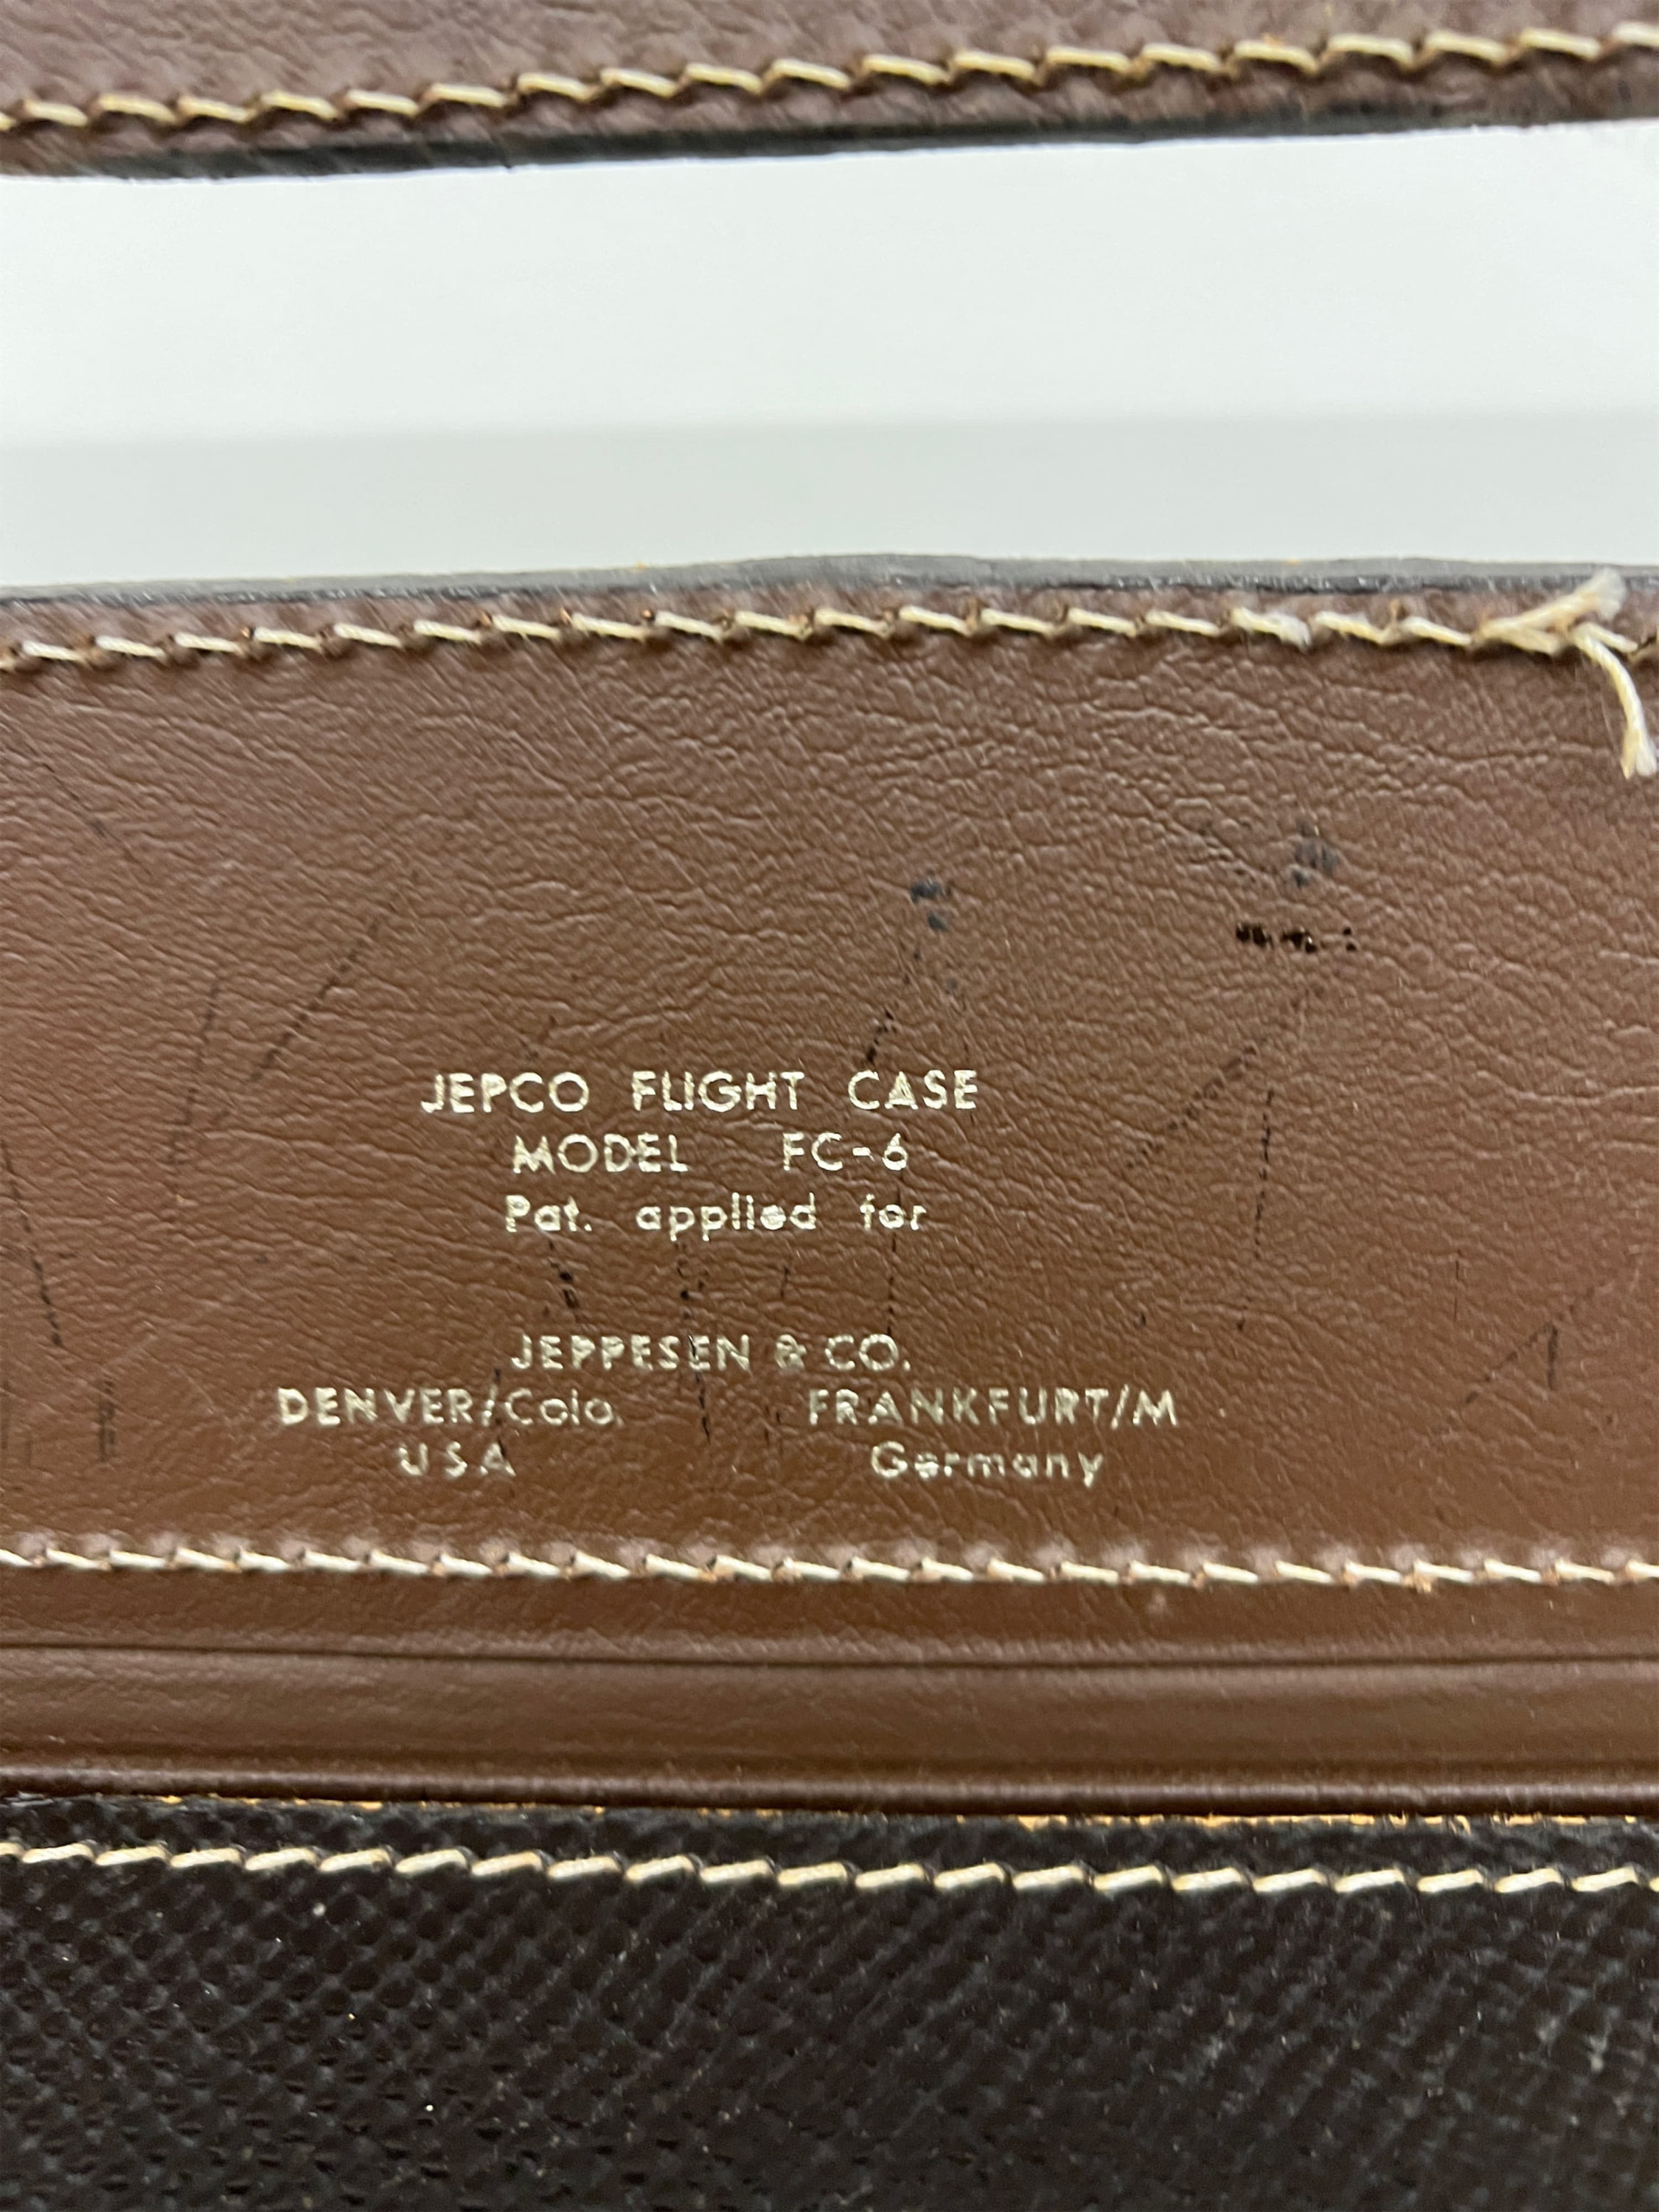 JEPCO FLIGHT CASE
MODEL FC-6
Pat. applied for
JEPPESEN & CO.
DENVER/Colo. FRANKFURT/M
USA Germany